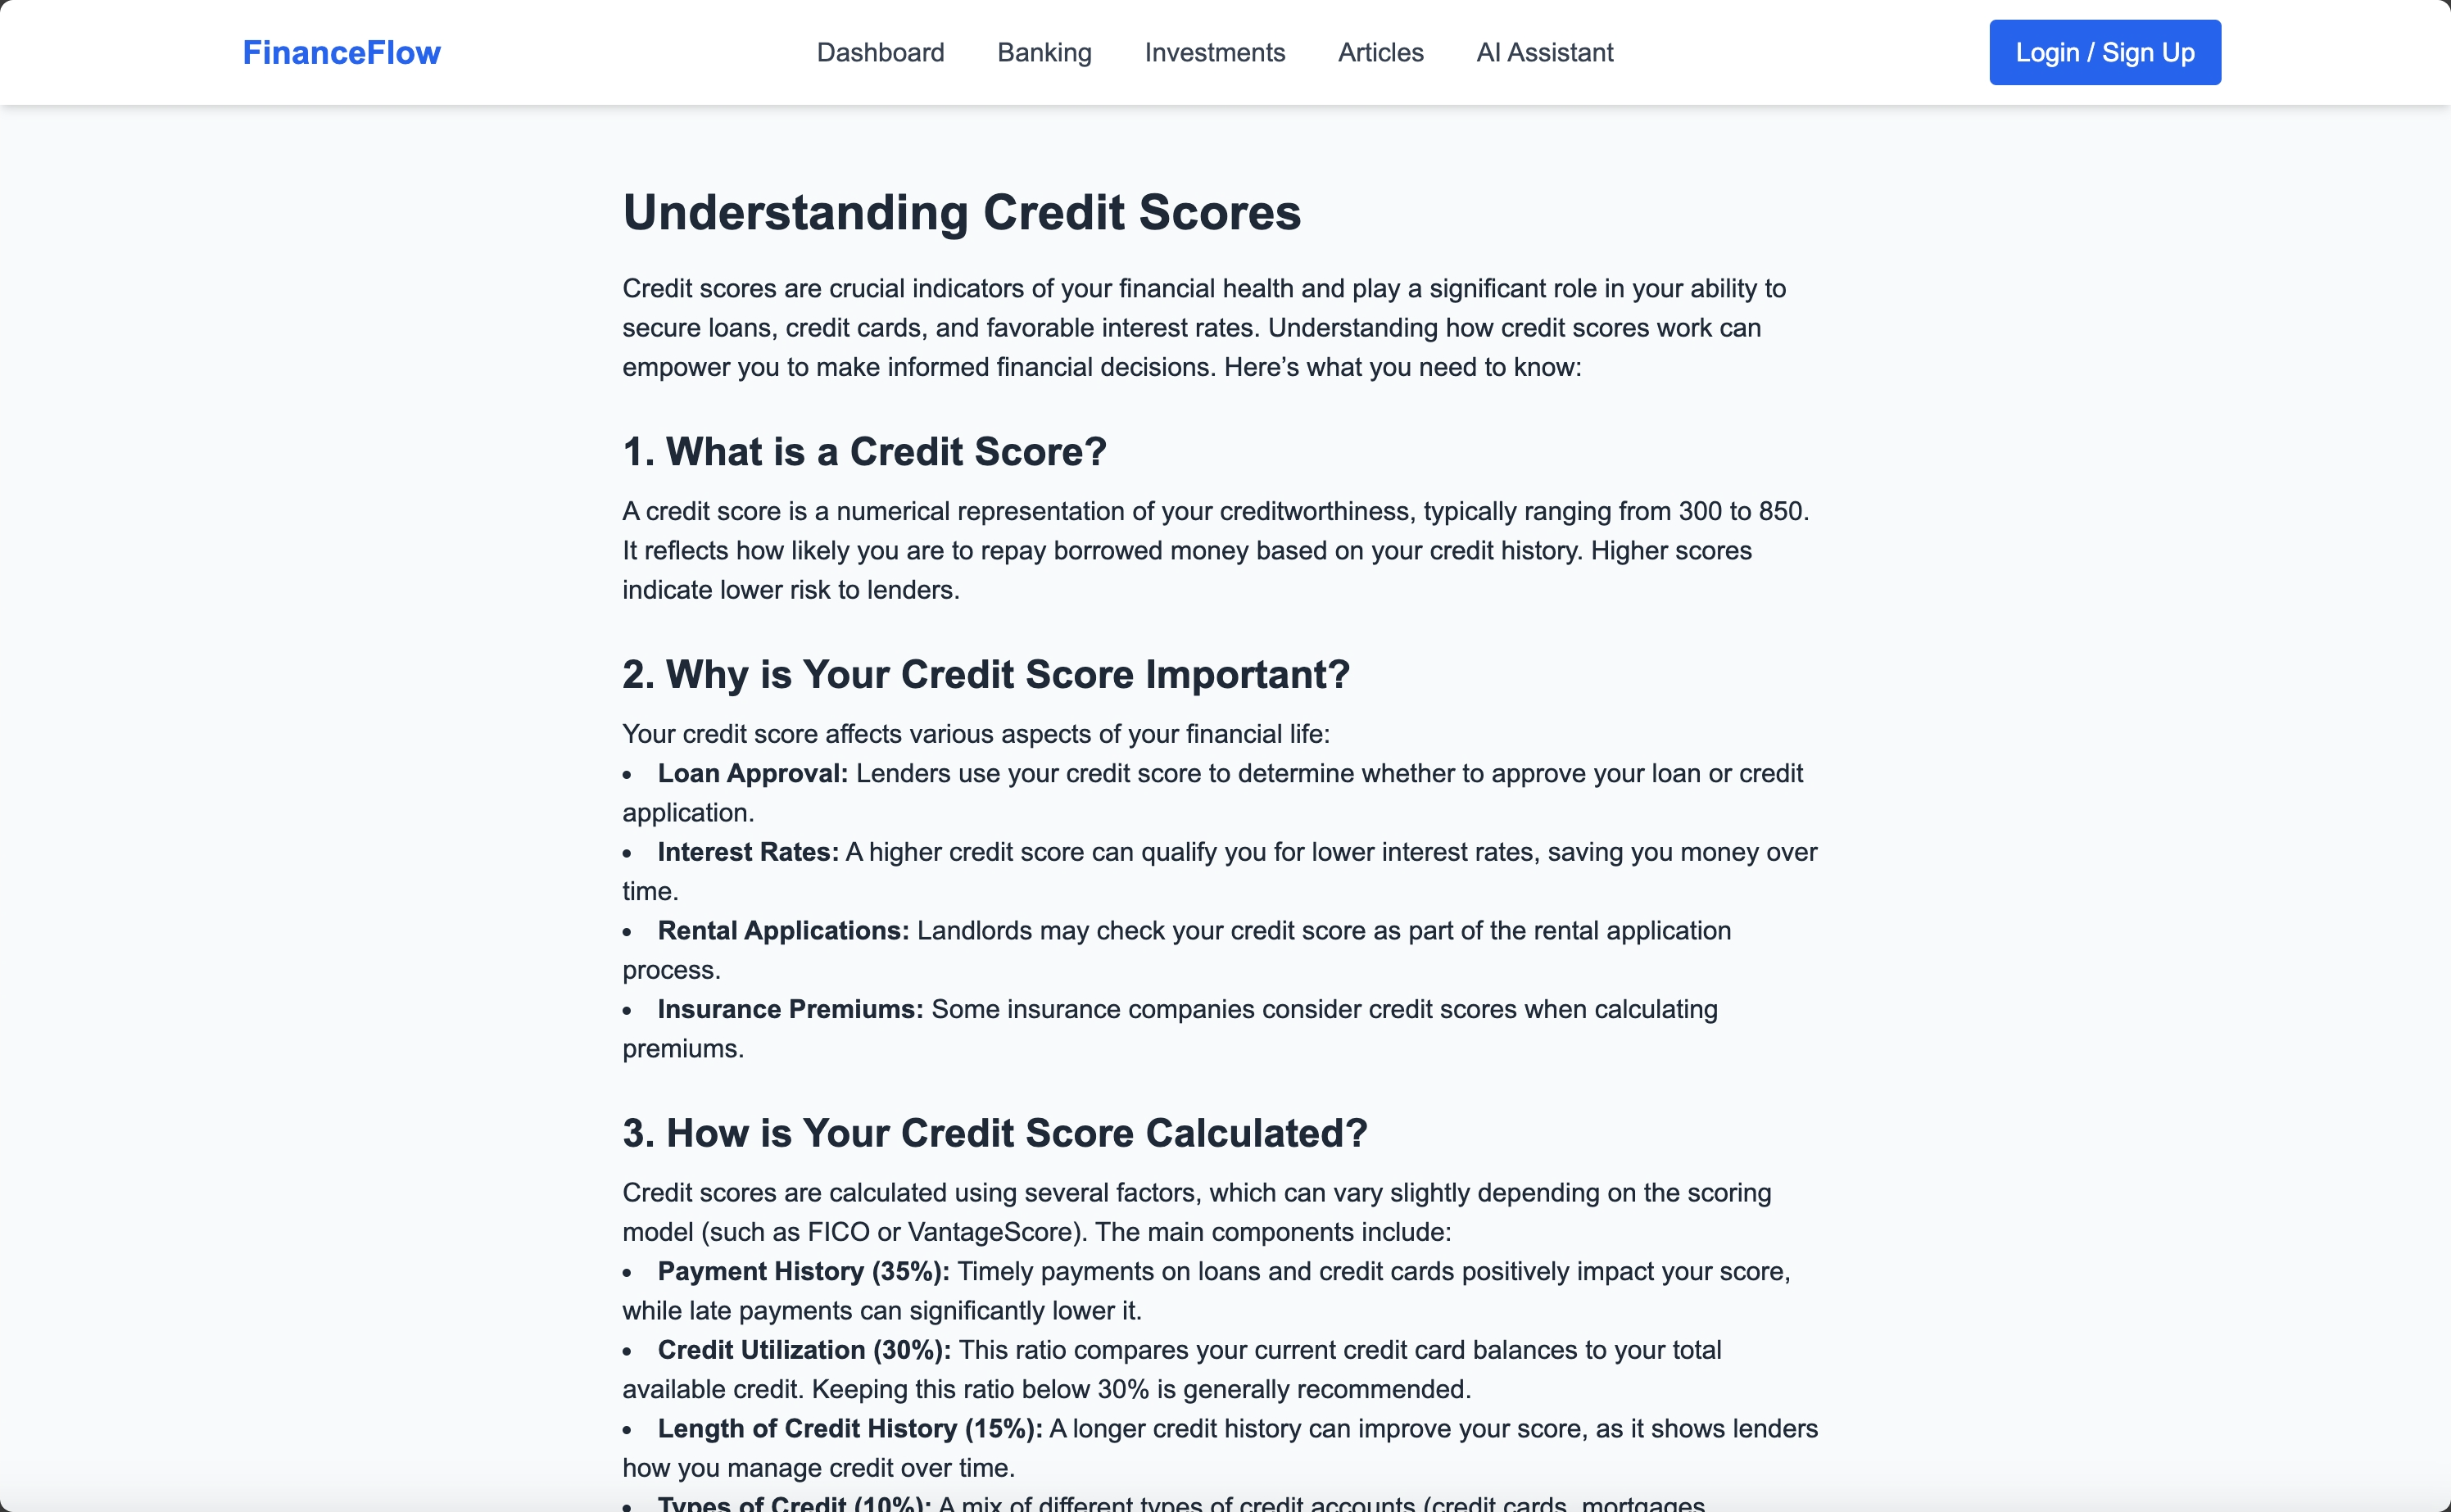 FinanceFlow
Dashboard
Banking
Investments
Articles
AI Assistant
Login / Sign Up
Understanding Credit Scores
Credit scores are crucial indicators of your financial health and play a significant role in your ability to
secure loans, credit cards, and favorable interest rates. Understanding how credit scores work can
empower you to make informed financial decisions. Here’s what you need to know:
1. What is a Credit Score?
A credit score is a numerical representation of your creditworthiness, typically ranging from 300 to 850.
It reflects how likely you are to repay borrowed money based on your credit history. Higher scores
indicate lower risk to lenders.
2. Why is Your Credit Score Important?
Your credit score affects various aspects of your financial life:
• Loan Approval: Lenders use your credit score to determine whether to approve your loan or credit
application.
• Interest Rates: A higher credit score can qualify you for lower interest rates, saving you money over
time.
• Rental Applications: Landlords may check your credit score as part of the rental application
process.
• Insurance Premiums: Some insurance companies consider credit scores when calculating
premiums.
3. How is Your Credit Score Calculated?
Credit scores are calculated using several factors, which can vary slightly depending on the scoring
model (such as FICO or VantageScore). The main components include:
• Payment History (35%): Timely payments on loans and credit cards positively impact your score,
while late payments can significantly lower it.
• Credit Utilization (30%): This ratio compares your current credit card balances to your total
available credit. Keeping this ratio below 30% is generally recommended.
• Length of Credit History (15%): A longer credit history can improve your score, as it shows lenders
how you manage credit over time.
• Types of Credit (10%): A mix of different types of credit accounts (credit cards, mortgages,